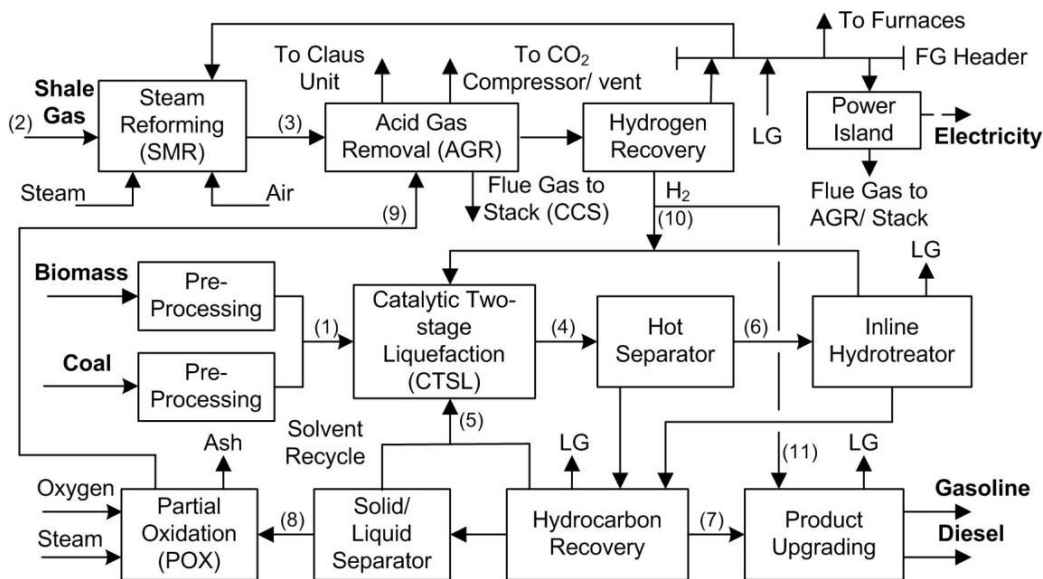 To Furnaces
FG Header
To Claus
Unit
To CO2
Compressor/ vent
Shale
Gas
(2)
Steam
Reforming
(SMR)
(3)
Acid Gas
Removal (AGR)
Hydrogen
Recovery
LG
Power
Island
Electricity
Steam
Air
(9)
Flue Gas to
Stack (CCS)
H2
(10)
Flue Gas to
AGR/ Stack
LG
Biomass
Pre-
Processing
(1)
Catalytic Two-
stage
Liquefaction
(CTSL)
(4)
Hot
Separator
(6)
Inline
Hydrotreator
Coal
Pre-
Processing
(5)
Solvent
Recycle
Ash
LG
(11)
LG
Oxygen
Steam
Partial
Oxidation
(POX)
(8)
Solid/
Liquid
Separator
Hydrocarbon
Recovery
(7)
Product
Upgrading
Gasoline
Diesel